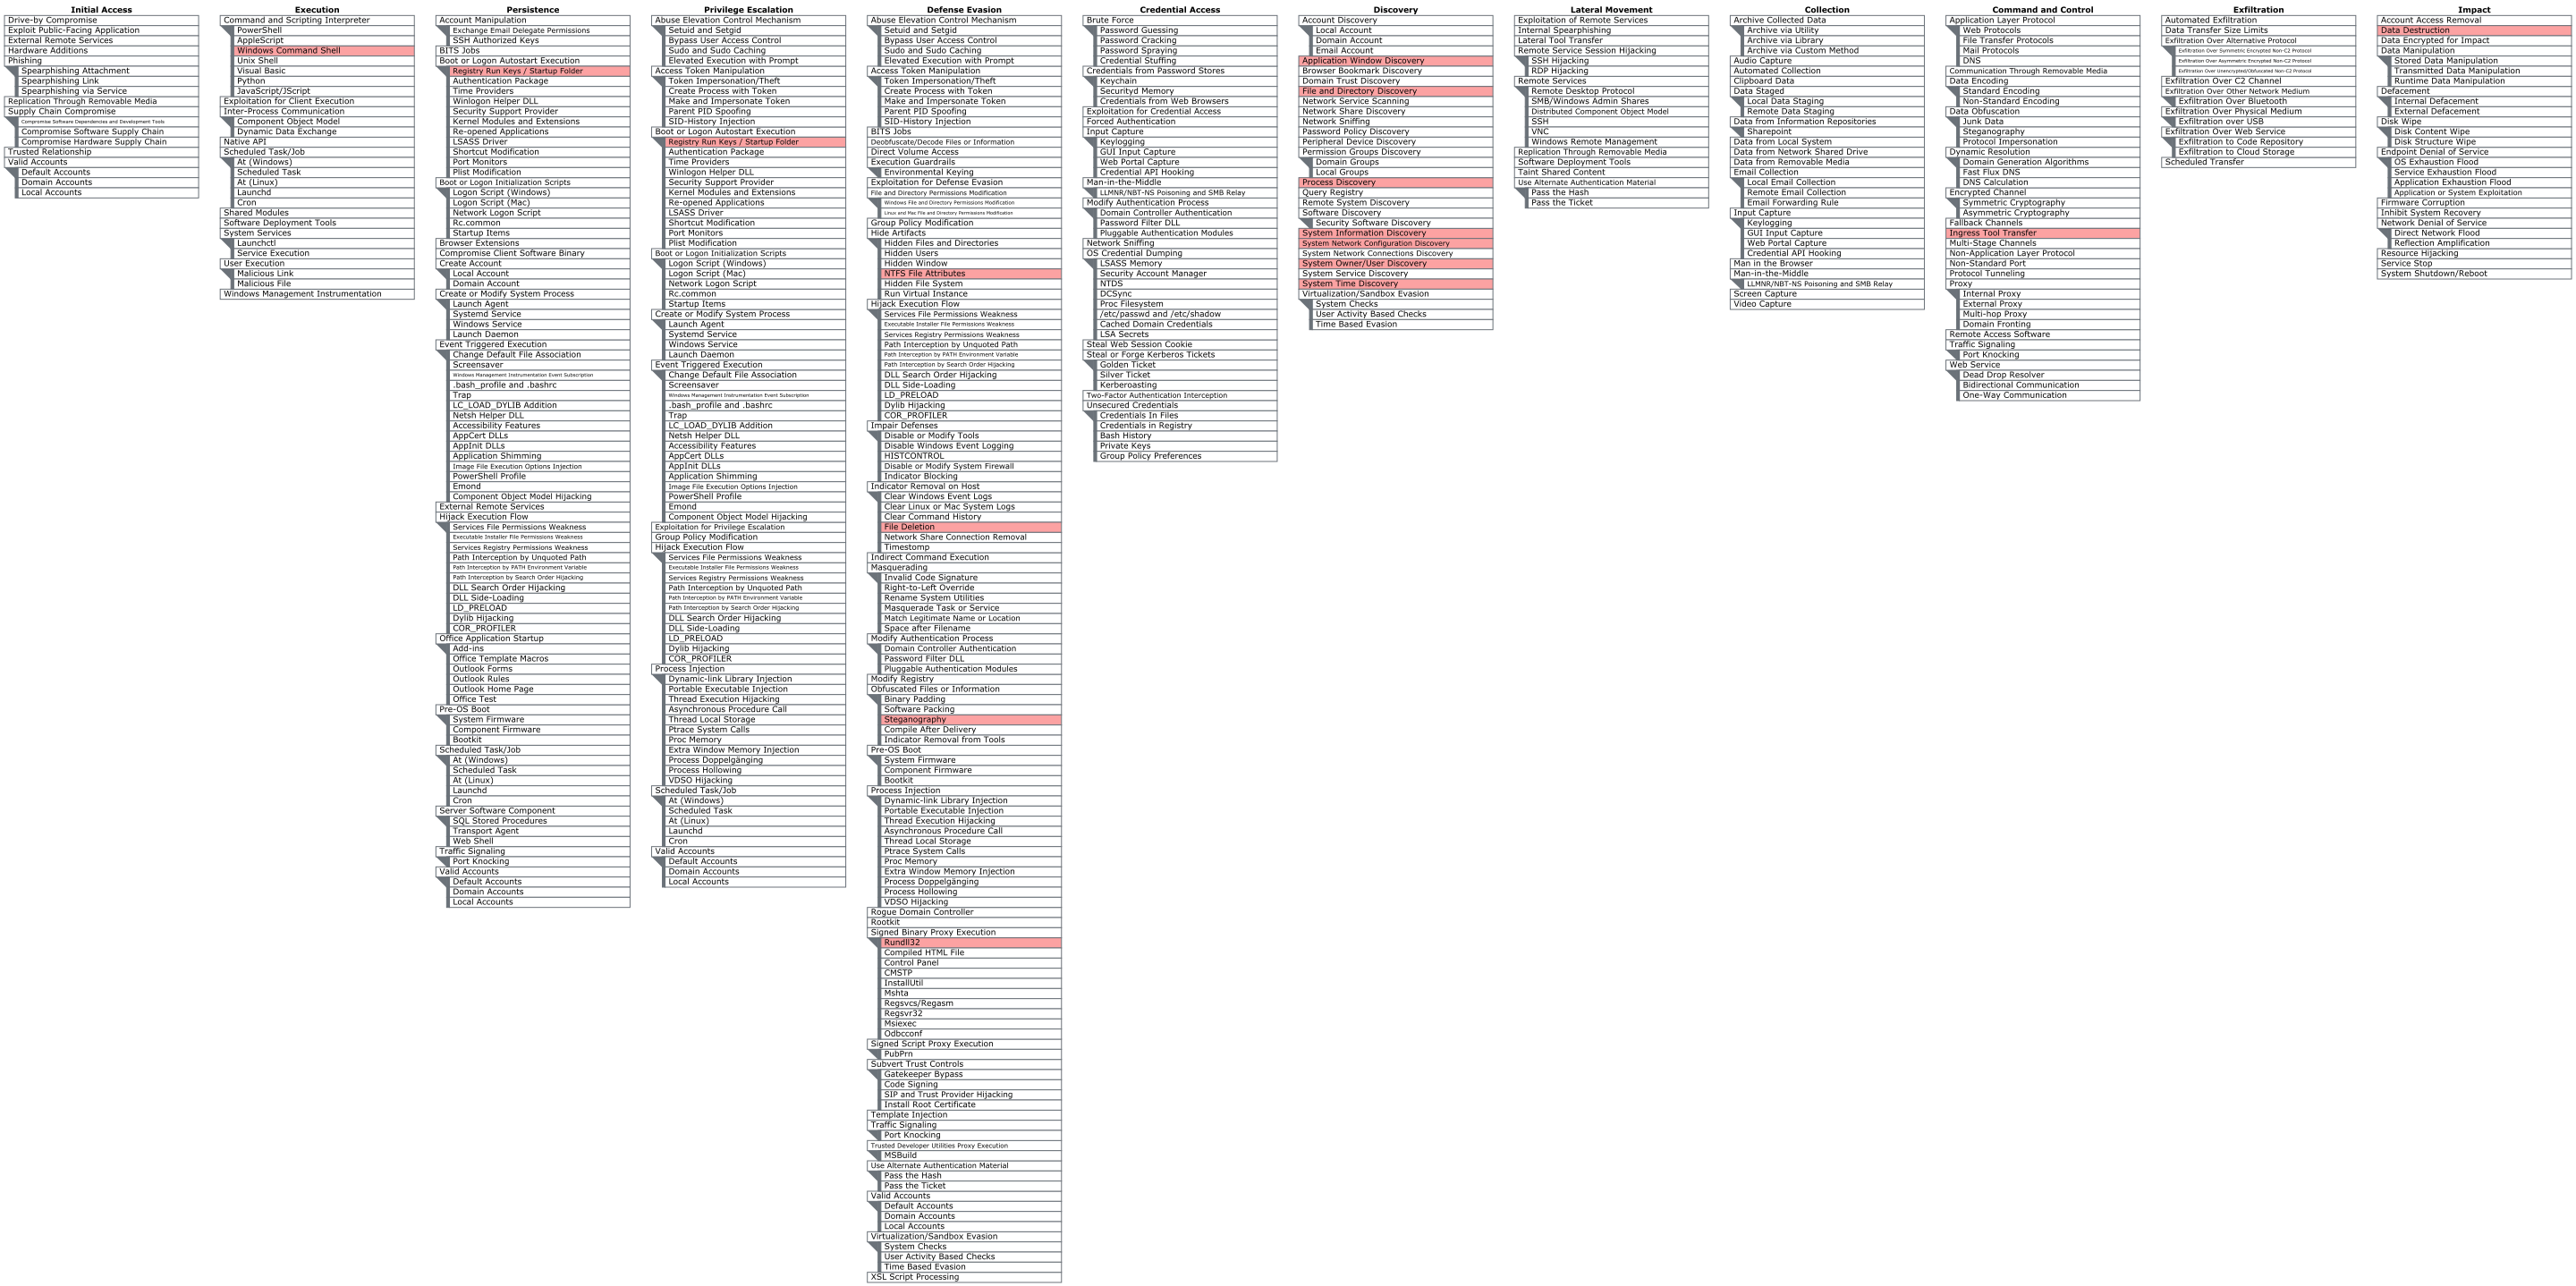 Initial Access
Drive-by Compromise
Exploit Public-Facing Application
External Remote Services
Hardware Additions
Phishing
Spearphishing Attachment
Spearphishing Link
Spearphishing via Service
Replication Through Removable Media
Supply Chain Compromise
Compromise Software Dependencies and Development Tools
Compromise Software Supply Chain
Compromise Hardware Supply Chain
Trusted Relationship
Valid Accounts
Default Accounts
Domain Accounts
Local Accounts
Execution
Command and Scripting Interpreter
PowerShell
AppleScript
Windows Command Shell
Unix Shell
Visual Basic
Python
JavaScript/JScript
Exploitation for Client Execution
Inter-Process Communication
Component Object Model
Dynamic Data Exchange
Native API
Scheduled Task/Job
At (Windows)
Scheduled Task
At (Linux)
Launchd
Cron
Shared Modules
Software Deployment Tools
System Services
Launchctl
Service Execution
User Execution
Malicious Link
Malicious File
Windows Management Instrumentation
Persistence
Account Manipulation
Exchange Email Delegate Permissions
SSH Authorized Keys
BITS Jobs
Boot or Logon Autostart Execution
Registry Run Keys / Startup Folder
Authentication Package
Time Providers
Winlogon Helper DLL
Security Support Provider
Kernel Modules and Extensions
Re-opened Applications
LSASS Driver
Shortcut Modification
Port Monitors
Plist Modification
Boot or Logon Initialization Scripts
Logon Script (Windows)
Logon Script (Mac)
Network Logon Script
Rc.common
Startup Items
Browser Extensions
Compromise Client Software Binary
Create Account
Local Account
Domain Account
Create or Modify System Process
Launch Agent
Systemd Service
Windows Service
Launch Daemon
Event Triggered Execution
Change Default File Association
Screensaver
Windows Management Instrumentation Event Subscription
.bash_profile and .bashrc
Trap
LC_LOAD_DYLIB Addition
Netsh Helper DLL
Accessibility Features
AppCert DLLs
AppInit DLLs
Application Shimming
Image File Execution Options Injection
PowerShell Profile
Emond
Component Object Model Hijacking
External Remote Services
Hijack Execution Flow
Services File Permissions Weakness
Executable Installer File Permissions Weakness
Services Registry Permissions Weakness
Path Interception by Unquoted Path
Path Interception by PATH Environment Variable
Path Interception by Search Order Hijacking
DLL Search Order Hijacking
DLL Side-Loading
LD_PRELOAD
Dylib Hijacking
COR_PROFILER
Office Application Startup
Add-ins
Office Template Macros
Outlook Forms
Outlook Rules
Outlook Home Page
Office Test
Pre-OS Boot
System Firmware
Component Firmware
Bootkit
Scheduled Task/Job
At (Windows)
Scheduled Task
At (Linux)
Launchd
Cron
Server Software Component
SQL Stored Procedures
Transport Agent
Web Shell
Traffic Signaling
Port Knocking
Valid Accounts
Default Accounts
Domain Accounts
Local Accounts
Privilege Escalation
Abuse Elevation Control Mechanism
Setuid and Setgid
Bypass User Access Control
Sudo and Sudo Caching
Elevated Execution with Prompt
Access Token Manipulation
Token Impersonation/Theft
Create Process with Token
Make and Impersonate Token
Parent PID Spoofing
SID-History Injection
Boot or Logon Autostart Execution
Registry Run Keys / Startup Folder
Authentication Package
Time Providers
Winlogon Helper DLL
Security Support Provider
Kernel Modules and Extensions
Re-opened Applications
LSASS Driver
Shortcut Modification
Port Monitors
Plist Modification
Boot or Logon Initialization Scripts
Logon Script (Windows)
Logon Script (Mac)
Network Logon Script
Rc.common
Startup Items
Create or Modify System Process
Launch Agent
Systemd Service
Windows Service
Launch Daemon
Event Triggered Execution
Change Default File Association
Screensaver
Windows Management Instrumentation Event Subscription
.bash_profile and .bashrc
Trap
LC_LOAD_DYLIB Addition
Netsh Helper DLL
Accessibility Features
AppCert DLLs
AppInit DLLs
Application Shimming
Image File Execution Options Injection
PowerShell Profile
Emond
Component Object Model Hijacking
Exploitation for Privilege Escalation
Group Policy Modification
Hijack Execution Flow
Services File Permissions Weakness
Executable Installer File Permissions Weakness
Services Registry Permissions Weakness
Path Interception by Unquoted Path
Path Interception by PATH Environment Variable
Path Interception by Search Order Hijacking
DLL Search Order Hijacking
DLL Side-Loading
LD_PRELOAD
Dylib Hijacking
COR_PROFILER
Process Injection
Dynamic-link Library Injection
Portable Executable Injection
Thread Execution Hijacking
Asynchronous Procedure Call
Thread Local Storage
Ptrace System Calls
Proc Memory
Extra Window Memory Injection
Process Doppelgänging
Process Hollowing
VDSO Hijacking
Scheduled Task/Job
At (Windows)
Scheduled Task
At (Linux)
Launchd
Cron
Valid Accounts
Default Accounts
Domain Accounts
Local Accounts
Defense Evasion
Abuse Elevation Control Mechanism
Setuid and Setgid
Bypass User Access Control
Sudo and Sudo Caching
Elevated Execution with Prompt
Access Token Manipulation
Token Impersonation/Theft
Create Process with Token
Make and Impersonate Token
Parent PID Spoofing
SID-History Injection
BITS Jobs
Deobfuscate/Decode Files or Information
Direct Volume Access
Execution Guardrails
Environmental Keying
Exploitation for Defense Evasion
File and Directory Permissions Modification
Windows File and Directory Permissions Modification
Linux and Mac File and Directory Permissions Modification
Group Policy Modification
Hide Artifacts
Hidden Files and Directories
Hidden Users
Hidden Window
NTFS File Attributes
Hidden File System
Run Virtual Instance
Hijack Execution Flow
Services File Permissions Weakness
Executable Installer File Permissions Weakness
Services Registry Permissions Weakness
Path Interception by Unquoted Path
Path Interception by PATH Environment Variable
Path Interception by Search Order Hijacking
DLL Search Order Hijacking
DLL Side-Loading
LD_PRELOAD
Dylib Hijacking
COR_PROFILER
Impair Defenses
Disable or Modify Tools
Disable Windows Event Logging
HISTCONTROL
Disable or Modify System Firewall
Indicator Blocking
Indicator Removal on Host
Clear Windows Event Logs
Clear Linux or Mac System Logs
Clear Command History
File Deletion
Network Share Connection Removal
Timestomp
Indirect Command Execution
Masquerading
Invalid Code Signature
Right-to-Left Override
Rename System Utilities
Masquerade Task or Service
Match Legitimate Name or Location
Space after Filename
Modify Authentication Process
Domain Controller Authentication
Password Filter DLL
Pluggable Authentication Modules
Modify Registry
Obfuscated Files or Information
Binary Padding
Software Packing
Steganography
Compile After Delivery
Indicator Removal from Tools
Pre-OS Boot
System Firmware
Component Firmware
Bootkit
Process Injection
Dynamic-link Library Injection
Portable Executable Injection
Thread Execution Hijacking
Asynchronous Procedure Call
Thread Local Storage
Ptrace System Calls
Proc Memory
Extra Window Memory Injection
Process Doppelgänging
Process Hollowing
VDSO Hijacking
Rogue Domain Controller
Rootkit
Signed Binary Proxy Execution
Rundll32
Compiled HTML File
Control Panel
CMSTP
InstallUtil
Mshta
Regsvcs/Regasm
Regsvr32
Msiexec
Odbcconf
Signed Script Proxy Execution
PubPrn
Subvert Trust Controls
Gatekeeper Bypass
Code Signing
SIP and Trust Provider Hijacking
Install Root Certificate
Template Injection
Traffic Signaling
Port Knocking
Trusted Developer Utilities Proxy Execution
MSBuild
Use Alternate Authentication Material
Pass the Hash
Pass the Ticket
Valid Accounts
Default Accounts
Domain Accounts
Local Accounts
Virtualization/Sandbox Evasion
System Checks
User Activity Based Checks
Time Based Evasion
XSL Script Processing
Credential Access
Brute Force
Password Guessing
Password Cracking
Password Spraying
Credential Stuffing
Credentials from Password Stores
Keychain
Securityd Memory
Credentials from Web Browsers
Exploitation for Credential Access
Forced Authentication
Input Capture
Keylogging
GUI Input Capture
Web Portal Capture
Credential API Hooking
Man-in-the-Middle
LLMNR/NBT-NS Poisoning and SMB Relay
Modify Authentication Process
Domain Controller Authentication
Password Filter DLL
Pluggable Authentication Modules
Network Sniffing
OS Credential Dumping
LSASS Memory
Security Account Manager
NTDS
DCSync
Proc Filesystem
/etc/passwd and /etc/shadow
Cached Domain Credentials
LSA Secrets
Steal Web Session Cookie
Steal or Forge Kerberos Tickets
Golden Ticket
Silver Ticket
Kerberoasting
Two-Factor Authentication Interception
Unsecured Credentials
Credentials In Files
Credentials in Registry
Bash History
Private Keys
Group Policy Preferences
Discovery
Account Discovery
Local Account
Domain Account
Email Account
Application Window Discovery
Browser Bookmark Discovery
Domain Trust Discovery
File and Directory Discovery
Network Service Scanning
Network Share Discovery
Network Sniffing
Password Policy Discovery
Peripheral Device Discovery
Permission Groups Discovery
Domain Groups
Local Groups
Process Discovery
Query Registry
Remote System Discovery
Software Discovery
Security Software Discovery
System Information Discovery
System Network Configuration Discovery
System Network Connections Discovery
System Owner/User Discovery
System Service Discovery
System Time Discovery
Virtualization/Sandbox Evasion
System Checks
User Activity Based Checks
Time Based Evasion
Lateral Movement
Exploitation of Remote Services
Internal Spearphishing
Lateral Tool Transfer
Remote Service Session Hijacking
SSH Hijacking
RDP Hijacking
Remote Services
Remote Desktop Protocol
SMB/Windows Admin Shares
Distributed Component Object Model
SSH
VNC
Windows Remote Management
Replication Through Removable Media
Software Deployment Tools
Taint Shared Content
Use Alternate Authentication Material
Pass the Hash
Pass the Ticket
Collection
Archive Collected Data
Archive via Utility
Archive via Library
Archive via Custom Method
Audio Capture
Automated Collection
Clipboard Data
Data Staged
Local Data Staging
Remote Data Staging
Data from Information Repositories
Sharepoint
Data from Local System
Data from Network Shared Drive
Data from Removable Media
Email Collection
Local Email Collection
Remote Email Collection
Email Forwarding Rule
Input Capture
Keylogging
GUI Input Capture
Web Portal Capture
Credential API Hooking
Man in the Browser
Man-in-the-Middle
LLMNR/NBT-NS Poisoning and SMB Relay
Screen Capture
Video Capture
Command and Control
Application Layer Protocol
Web Protocols
File Transfer Protocols
Mail Protocols
DNS
Communication Through Removable Media
Data Encoding
Standard Encoding
Non-Standard Encoding
Data Obfuscation
Junk Data
Steganography
Protocol Impersonation
Dynamic Resolution
Domain Generation Algorithms
Fast Flux DNS
DNS Calculation
Encrypted Channel
Symmetric Cryptography
Asymmetric Cryptography
Fallback Channels
Ingress Tool Transfer
Multi-Stage Channels
Non-Application Layer Protocol
Non-Standard Port
Protocol Tunneling
Proxy
Internal Proxy
External Proxy
Multi-hop Proxy
Domain Fronting
Remote Access Software
Traffic Signaling
Port Knocking
Web Service
Dead Drop Resolver
Bidirectional Communication
One-Way Communication
Exfiltration
Automated Exfiltration
Data Transfer Size Limits
Exfiltration Over Alternative Protocol
Exfiltration Over Symmetric Encrypted Non-C2 Protocol
Exfiltration Over Asymmetric Encrypted Non-C2 Protocol
Exfiltration Over Unencrypted/Obfuscated Non-C2 Protocol
Exfiltration Over C2 Channel
Exfiltration Over Other Network Medium
Exfiltration Over Bluetooth
Exfiltration Over Physical Medium
Exfiltration over USB
Exfiltration Over Web Service
Exfiltration to Code Repository
Exfiltration to Cloud Storage
Scheduled Transfer
Impact
Account Access Removal
Data Destruction
Data Encrypted for Impact
Data Manipulation
Stored Data Manipulation
Transmitted Data Manipulation
Runtime Data Manipulation
Defacement
Internal Defacement
External Defacement
Disk Wipe
Disk Content Wipe
Disk Structure Wipe
Endpoint Denial of Service
OS Exhaustion Flood
Service Exhaustion Flood
Application Exhaustion Flood
Application or System Exploitation
Firmware Corruption
Inhibit System Recovery
Network Denial of Service
Direct Network Flood
Reflection Amplification
Resource Hijacking
Service Stop
System Shutdown/Reboot